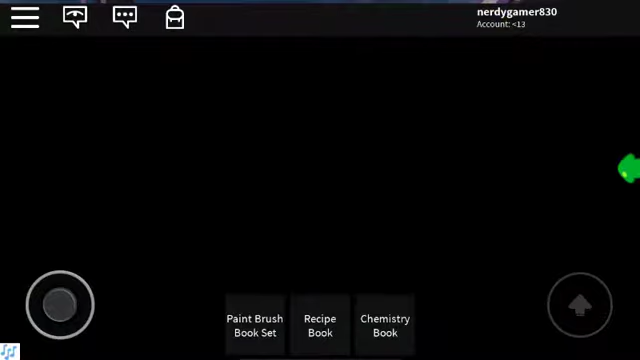 nerdygamer830
Account: <13
Paint Brush
Book Set
Recipe
Book
Chemistry
Book